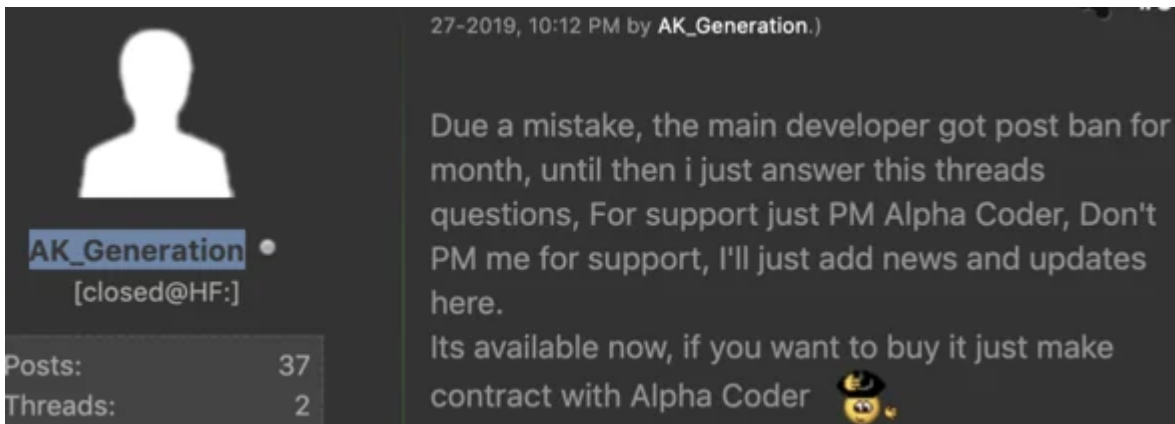 27-2019, 10:12 PM by AK_Generation.)
Due a mistake, the main developer got post ban for
month, until then i just answer this threads
questions, For support just PM Alpha Coder, Don't
PM me for support, I'll just add news and updates
here.
Its available now, if you want to buy it just make
contract with Alpha Coder
AK_Generation
[closed@HF:]
Posts: 37
Threads: 2